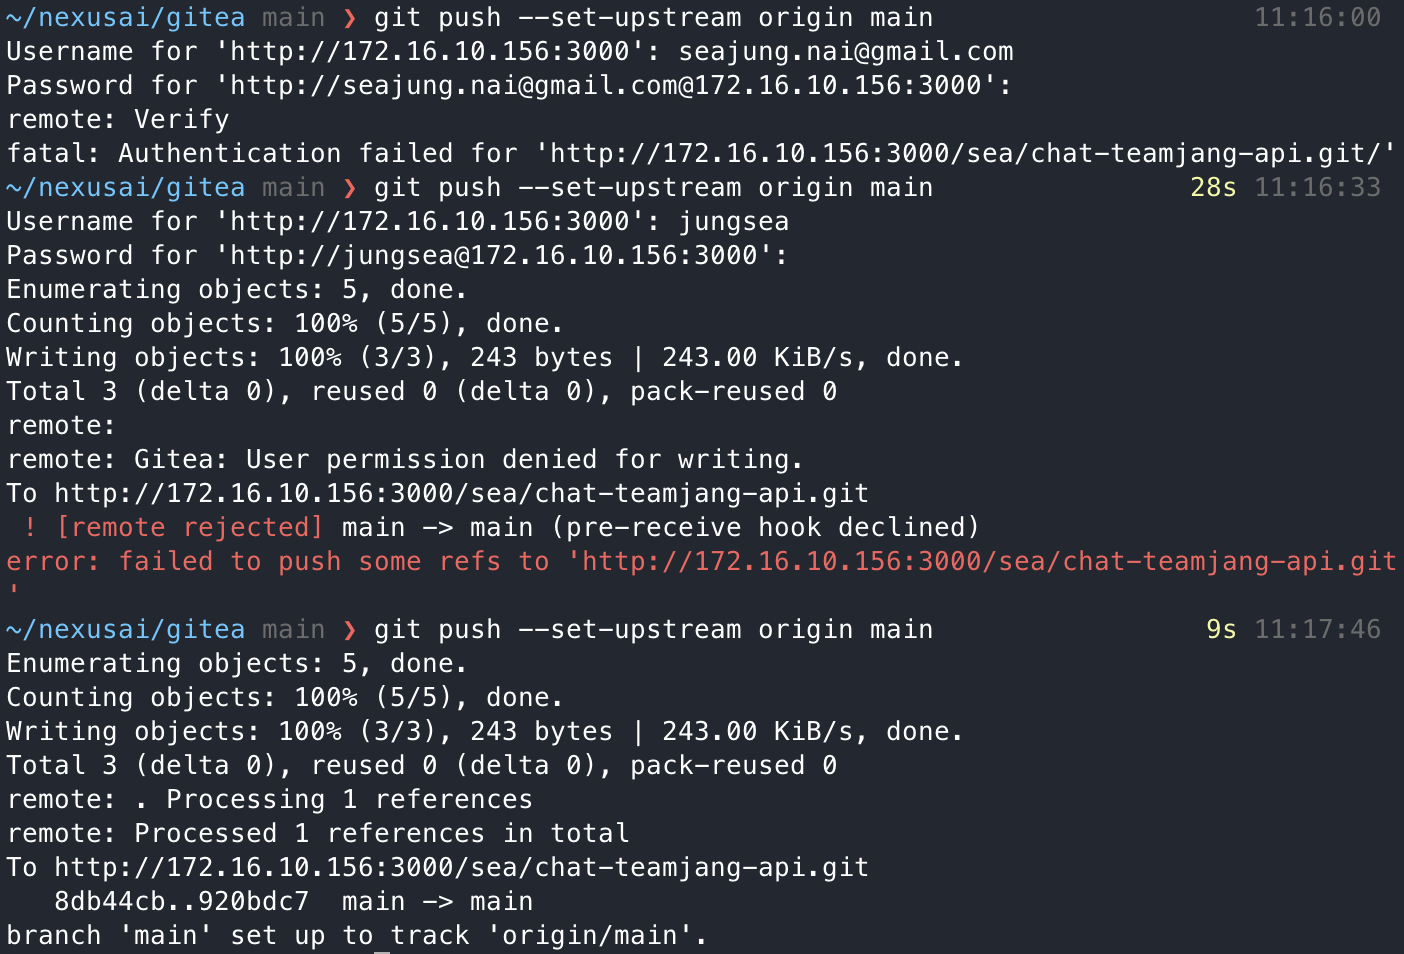 ~/nexusai/gitea main ❯ git push --set-upstream origin main 11:16:00
Username for 'http://172.16.10.156:3000': seajung.nai@gmail.com
Password for 'http://seajung.nai@gmail.com@172.16.10.156:3000':
remote: Verify
fatal: Authentication failed for 'http://172.16.10.156:3000/sea/chat-teamjang-api.git/'
~/nexusai/gitea main ❯ git push --set-upstream origin main 28s 11:16:33
Username for 'http://172.16.10.156:3000': jungsea
Password for 'http://jungsea@172.16.10.156:3000':
Enumerating objects: 5, done.
Counting objects: 100% (5/5), done.
Writing objects: 100% (3/3), 243 bytes | 243.00 KiB/s, done.
Total 3 (delta 0), reused 0 (delta 0), pack-reused 0
remote:
remote: Gitea: User permission denied for writing.
To http://172.16.10.156:3000/sea/chat-teamjang-api.git
 ! [remote rejected] main -> main (pre-receive hook declined)
error: failed to push some refs to 'http://172.16.10.156:3000/sea/chat-teamjang-api.git
'
~/nexusai/gitea main ❯ git push --set-upstream origin main 9s 11:17:46
Enumerating objects: 5, done.
Counting objects: 100% (5/5), done.
Writing objects: 100% (3/3), 243 bytes | 243.00 KiB/s, done.
Total 3 (delta 0), reused 0 (delta 0), pack-reused 0
remote: . Processing 1 references
remote: Processed 1 references in total
To http://172.16.10.156:3000/sea/chat-teamjang-api.git
   8db44cb..920bdc7  main -> main
branch 'main' set up to track 'origin/main'.